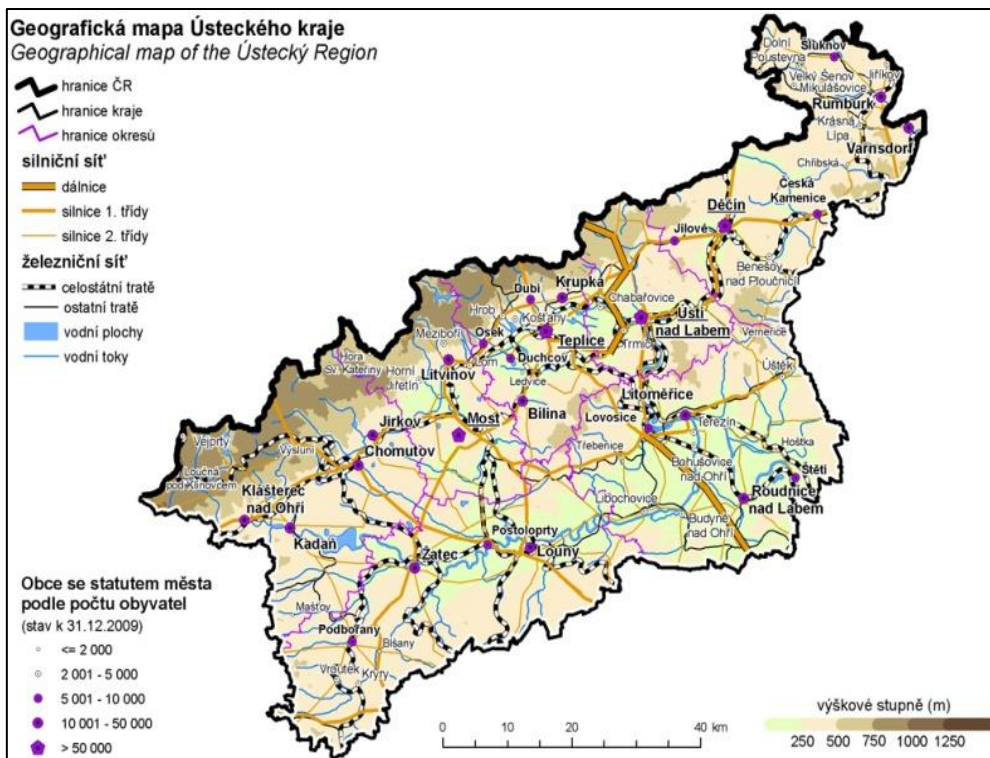 Geografická mapa Ústeckého kraje
Geographical map of the Ústecký Region
hranice ČR
hranice kraje
hranice okresů
silniční síť
dálnice
silnice 1. třídy
silnice 2. třídy
železniční síť
celostátní tratě
ostatní tratě
vodní plochy
vodní toky
Dolní
Poustevna
Šluknov
Velký Šenov
Jiříkov
Mikulášovice
Rumburk
Krásná
Lípa
Varnsdorf
Chřibská
Česká
Kamenice
Děčín
Jílové
Benešov
nad Ploučnicí
Krupka
Dubí
Chabařovice
Hrob
Košťany
Ústí
nad Labem
Meziboří
Osek
Teplice
Trmice
Verneřice
Hora
Sv. Kateřiny
Horní
Jiřetín
Lom
Duchcov
Litvínov
Ledvice
Úštěk
Litoměřice
Bílina
Most
Lovosice
Terezín
Jirkov
Třebenice
Hoštka
Vejprty
Výsluní
Chomutov
Bohušovice
nad Ohří
Štětí
Loučná
pod Klínovcem
Klášterec
nad Ohří
Libochovice
Roudnice
nad Labem
Kadaň
Budyně
nad Ohří
Postoloprty
Žatec
Louny
Mašťov
Podbořany
Blšany
Vroutek
Kryry
Obce se statutem města
podle počtu obyvatel
(stav k 31.12.2009)
<= 2 000
2 001 - 5 000
5 001 - 10 000
10 001 - 50 000
> 50 000
0 10 20 40 km
výškové stupně (m)
250 500 750 1000 1250